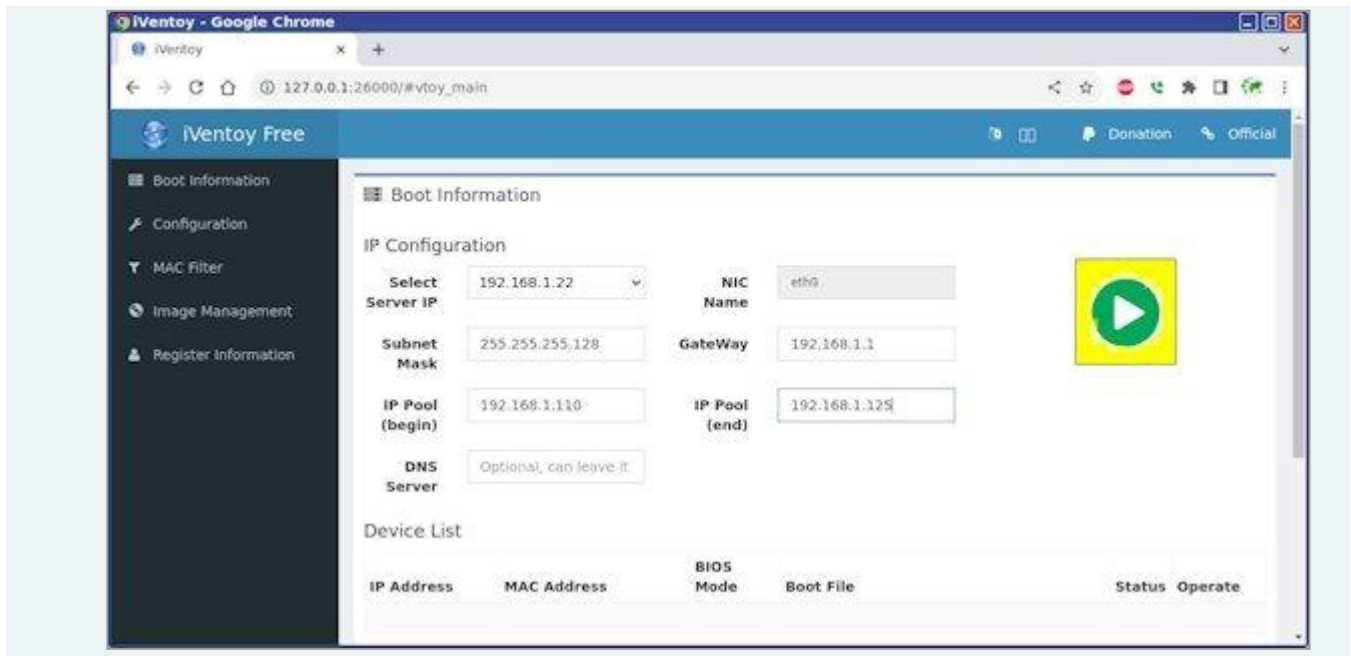 iVentoy - Google Chrome
iVentoy
127.0.0.1:26000/#vtoy_main
iVentoy Free
Donation
Official
Boot Information
Configuration
MAC Filter
Image Management
Register Information
Boot Information
IP Configuration
Select Server IP
192.168.1.22
NIC Name
eth0
Subnet Mask
255.255.255.128
GateWay
192.168.1.1
IP Pool (begin)
192.168.1.110
IP Pool (end)
192.168.1.125
DNS Server
Optional, can leave it
Device List
IP Address MAC Address BIOS Mode Boot File Status Operate